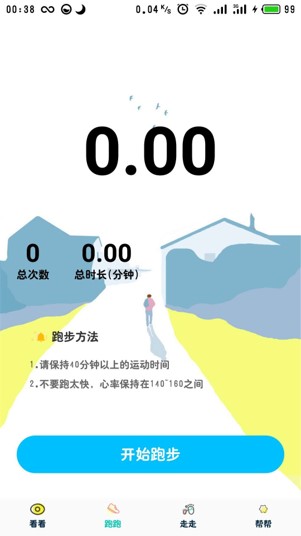 00:38
0.04 K/s
3G
99
0.00
0
0.00
总次数
总时长(分钟)
跑步方法
1.请保持40分钟以上的运动时间
2.不要跑太快，心率保持在140~160之间
开始跑步
看看
跑跑
走走
帮帮